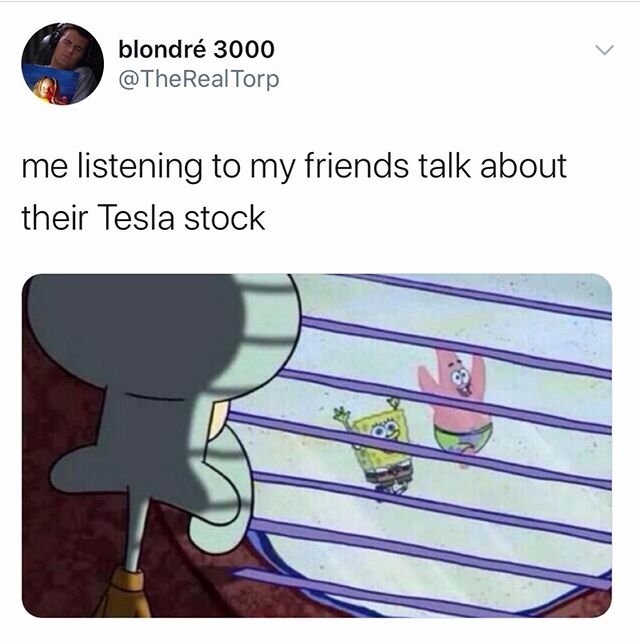 blondré 3000
@TheRealTorp
me listening to my friends talk about
their Tesla stock